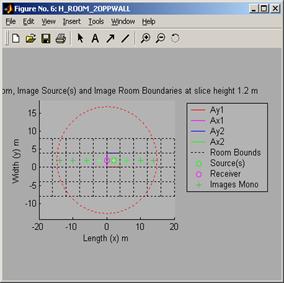 Figure No. 6: H_ROOM_2OPPWALL
File Edit View Insert Tools Window Help
om, Image Source(s) and Image Room Boundaries at slice height 1.2 m
Width (y) m
15
10
5
0
-5
-10
-20 -10 0 10 20
Length (x) m
Ay1
Ax1
Ay2
Ax2
Room Bounds
Source(s)
Receiver
Images Mono